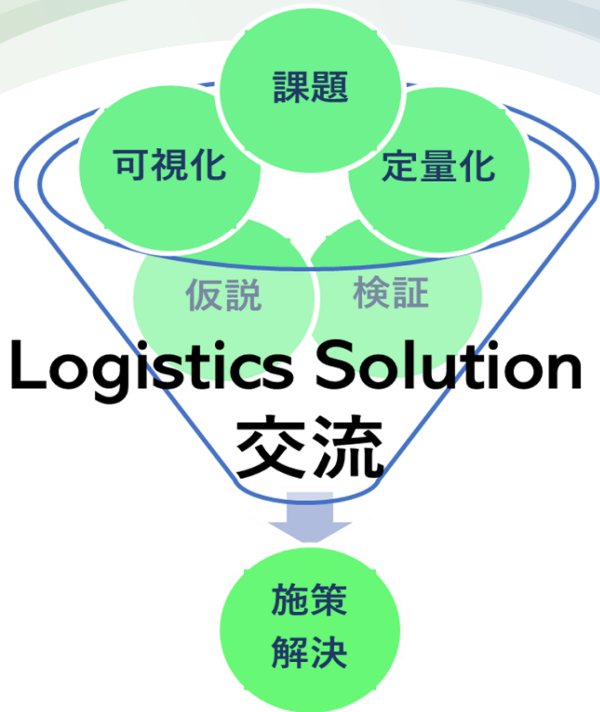 課題
可視化
定量化
仮説
検証
Logistics Solution
交流
施策
解決